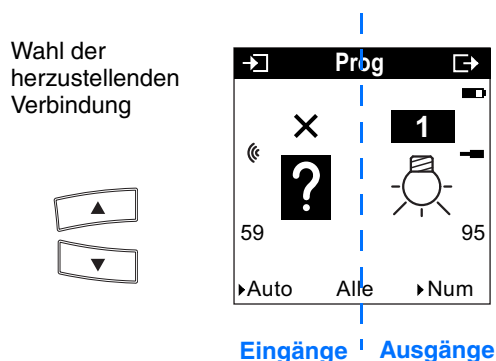 Wahl der
herzustellenden
Verbindung
Prog
1
?
59
95
Auto Alle Num
Eingänge Ausgänge